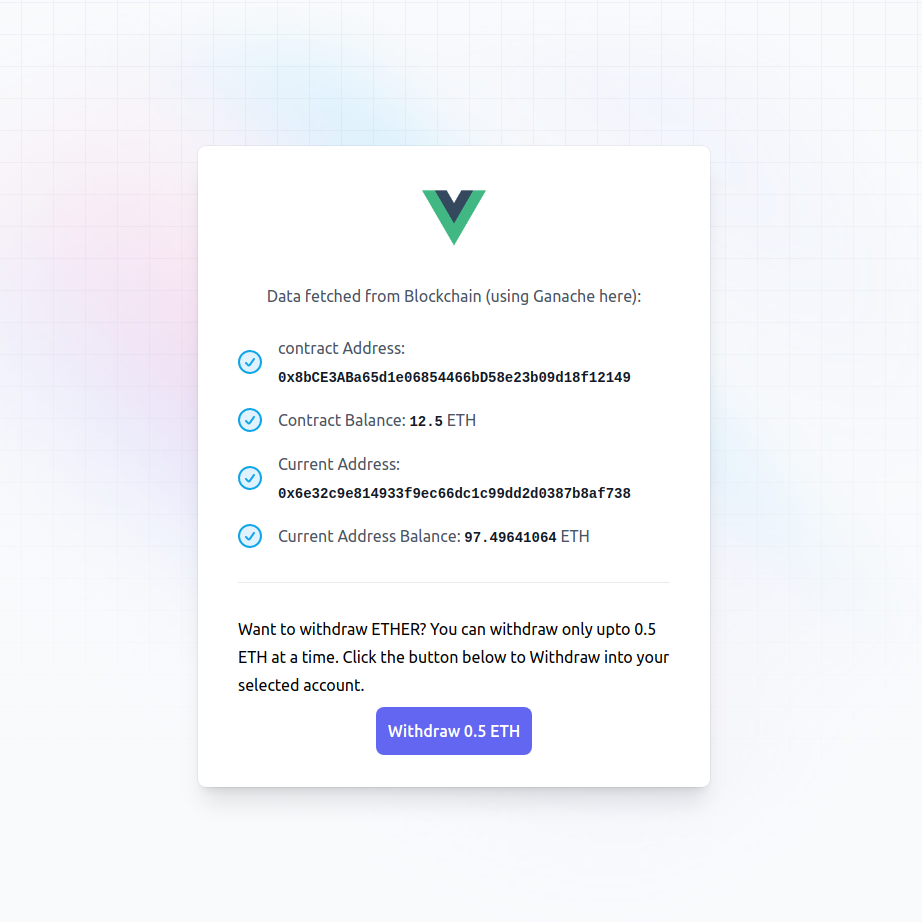 Data fetched from Blockchain (using Ganache here):
contract Address:
0x8bCE3ABa65d1e06854466bD58e23b09d18f12149
Contract Balance: 12.5 ETH
Current Address:
0x6e32c9e814933f9ec66dc1c99dd2d0387b8af738
Current Address Balance: 97.49641064 ETH
Want to withdraw ETHER? You can withdraw only upto 0.5
ETH at a time. Click the button below to Withdraw into your
selected account.
Withdraw 0.5 ETH